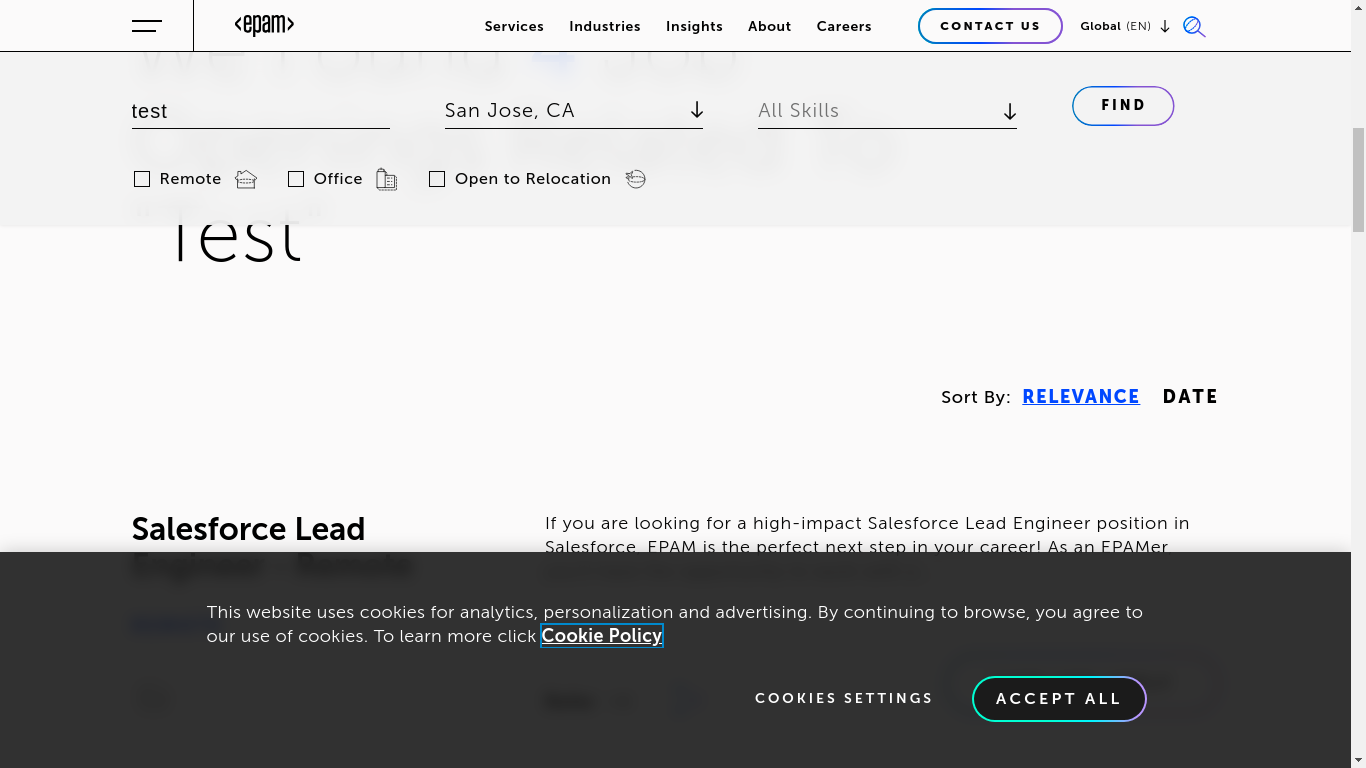 <epam>
Services
Industries
Insights
About
Careers
CONTACT US
Global (EN)
test
San Jose, CA
All Skills
FIND
Remote
Office
Open to Relocation
Test
Sort By: RELEVANCE DATE
Salesforce Lead
Engineer - Remote
If you are looking for a high-impact Salesforce Lead Engineer position in
Salesforce, EPAM is the perfect next step in your career! As an EPAMer
This website uses cookies for analytics, personalization and advertising. By continuing to browse, you agree to
our use of cookies. To learn more click Cookie Policy
COOKIES SETTINGS
ACCEPT ALL